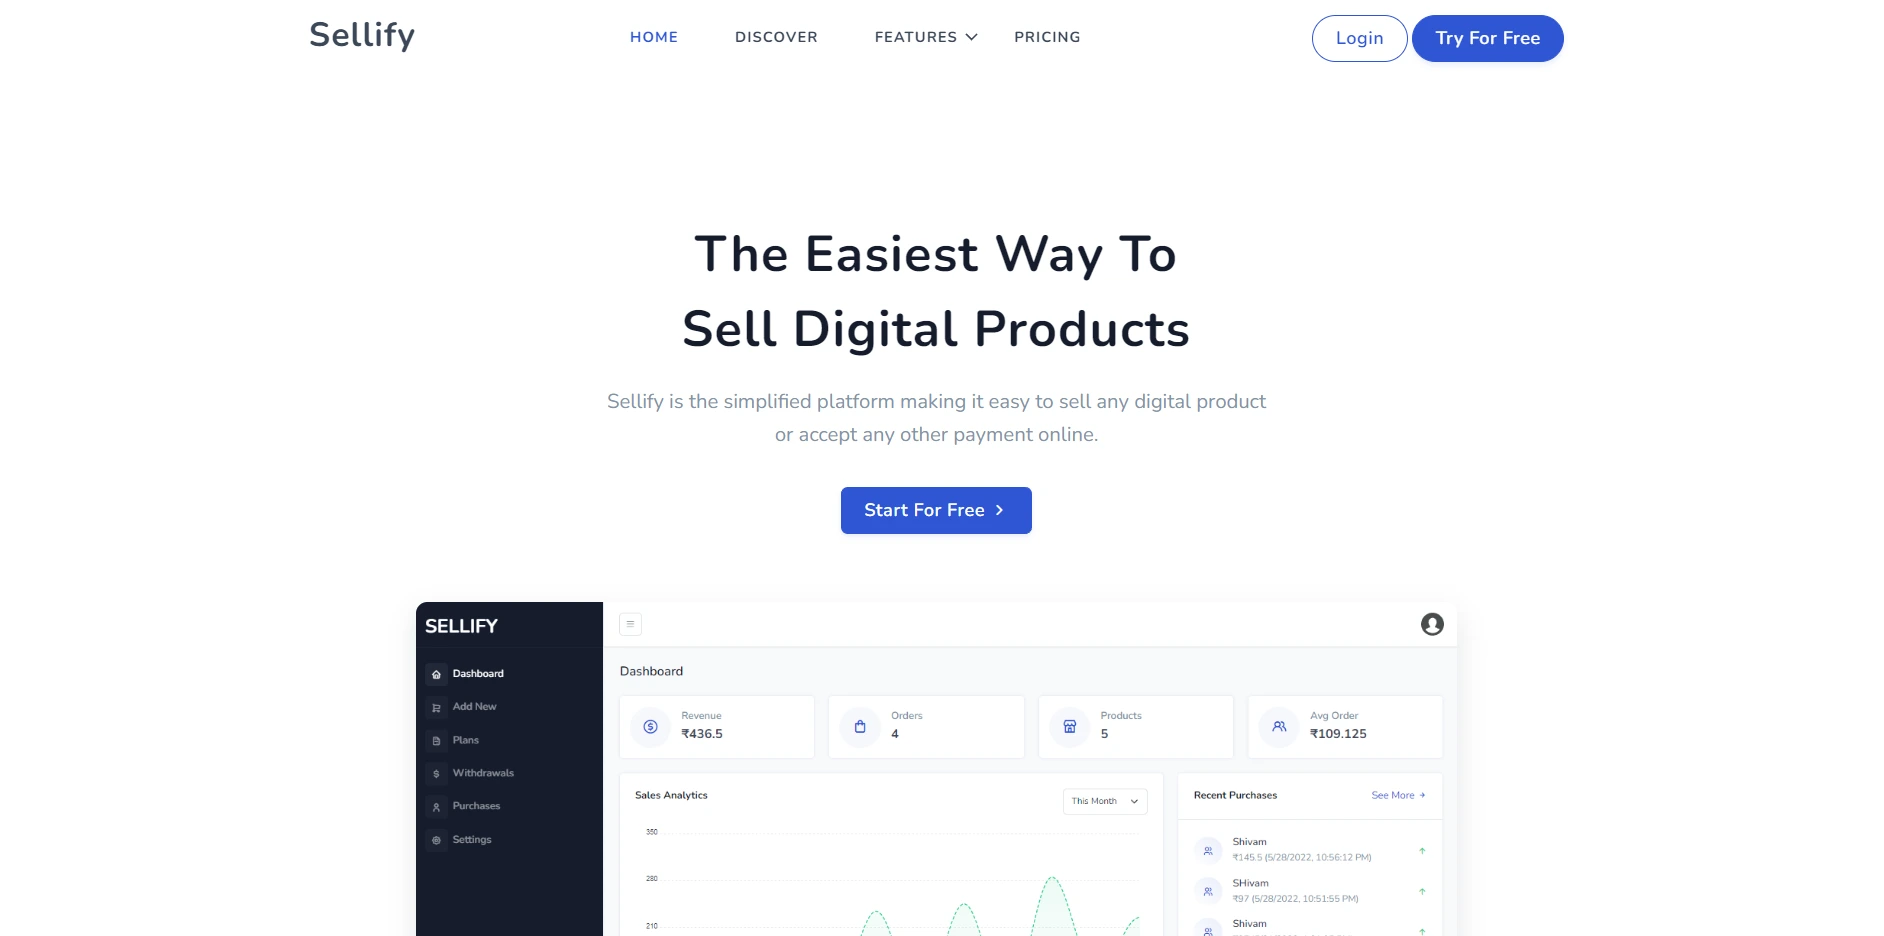 Sellify
HOME
DISCOVER
FEATURES
PRICING
Login
Try For Free
The Easiest Way To
Sell Digital Products
Sellify is the simplified platform making it easy to sell any digital product
or accept any other payment online.
Start For Free
SELLIFY
Dashboard
Add New
Plans
Withdrawals
Purchases
Settings
Dashboard
Revenue
₹436.5
Orders
4
Products
5
Avg Order
₹109.125
Sales Analytics
This Month
350
280
210
Recent Purchases
See More
Shivam
₹145.5 (5/28/2022, 10:56:12 PM)
SHivam
₹97 (5/28/2022, 10:51:55 PM)
Shivam